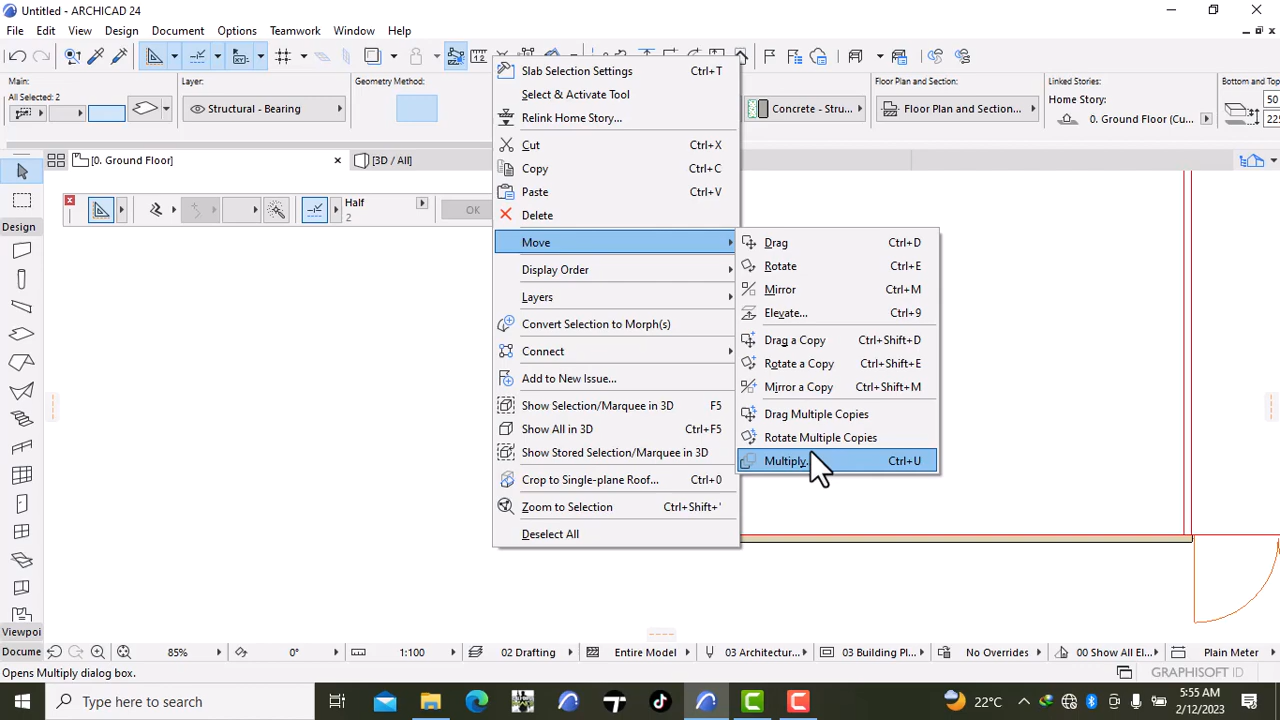 Untitled - ARCHICAD 24
File Edit View Design Document Options Teamwork Window Help
Main:
All Selected: 2
Layer:
Structural - Bearing
Geometry Method:
Concrete - Stru...
Floor Plan and Section:
Floor Plan and Section...
Linked Stories:
Home Story:
0. Ground Floor (Cu...
Bottom and Top
50
225
[0. Ground Floor]
[3D / All]
Half
2
OK
Design
Slab Selection Settings Ctrl+T
Select & Activate Tool
Relink Home Story...
Cut Ctrl+X
Copy Ctrl+C
Paste Ctrl+V
Delete
Move
Display Order
Layers
Convert Selection to Morph(s)
Connect
Add to New Issue...
Show Selection/Marquee in 3D F5
Show All in 3D Ctrl+F5
Show Stored Selection/Marquee in 3D
Crop to Single-plane Roof... Ctrl+0
Zoom to Selection Ctrl+Shift+'
Deselect All
Drag Ctrl+D
Rotate Ctrl+E
Mirror Ctrl+M
Elevate... Ctrl+9
Drag a Copy Ctrl+Shift+D
Rotate a Copy Ctrl+Shift+E
Mirror a Copy Ctrl+Shift+M
Drag Multiple Copies
Rotate Multiple Copies
Multiply... Ctrl+U
Viewpoi
Docume
85%
0°
1:100
02 Drafting
Entire Model
03 Architectur...
03 Building Pl...
No Overrides
00 Show All El...
Plain Meter
Opens Multiply dialog box.
GRAPHISOFT ID
Type here to search
22°C
5:55 AM
2/12/2023